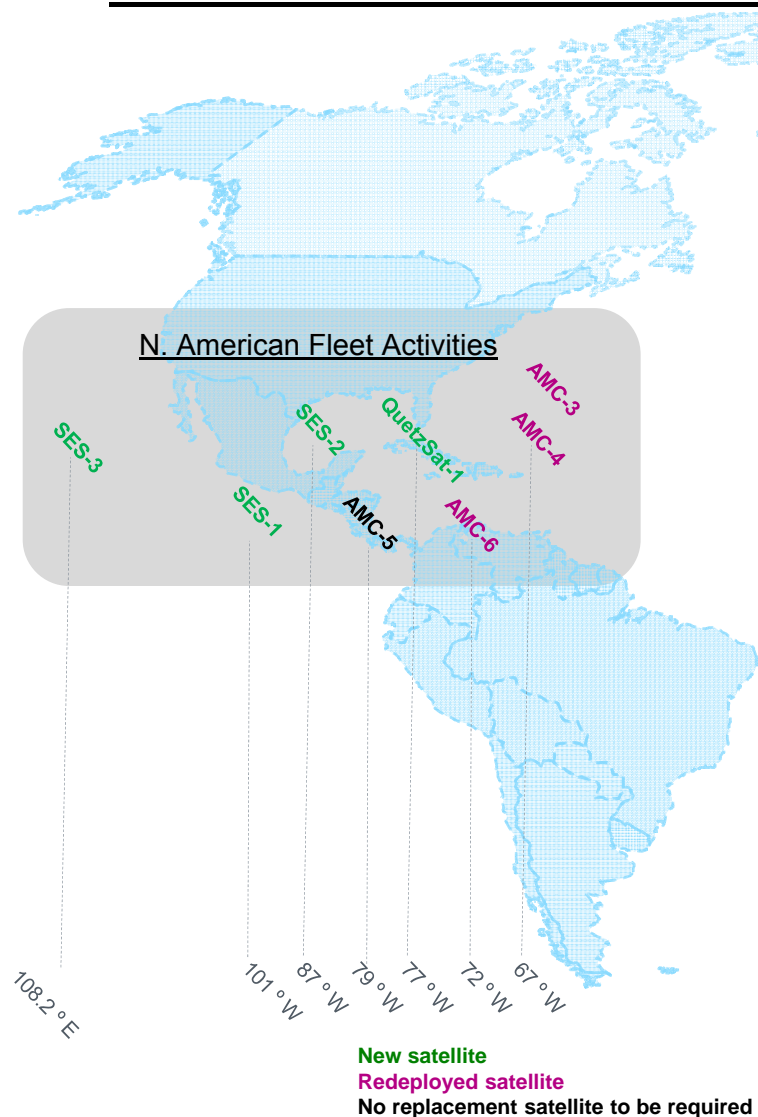 N. American Fleet Activities
AMC-3
AMC-4
QuetzSat-1
SES-2
SES-3
SES-1
AMC-5
AMC-6
108.2 ° E
101 ° W
87 ° W
79 ° W
77 ° W
72 ° W
67 ° W
New satellite
Redeployed satellite
No replacement satellite to be required